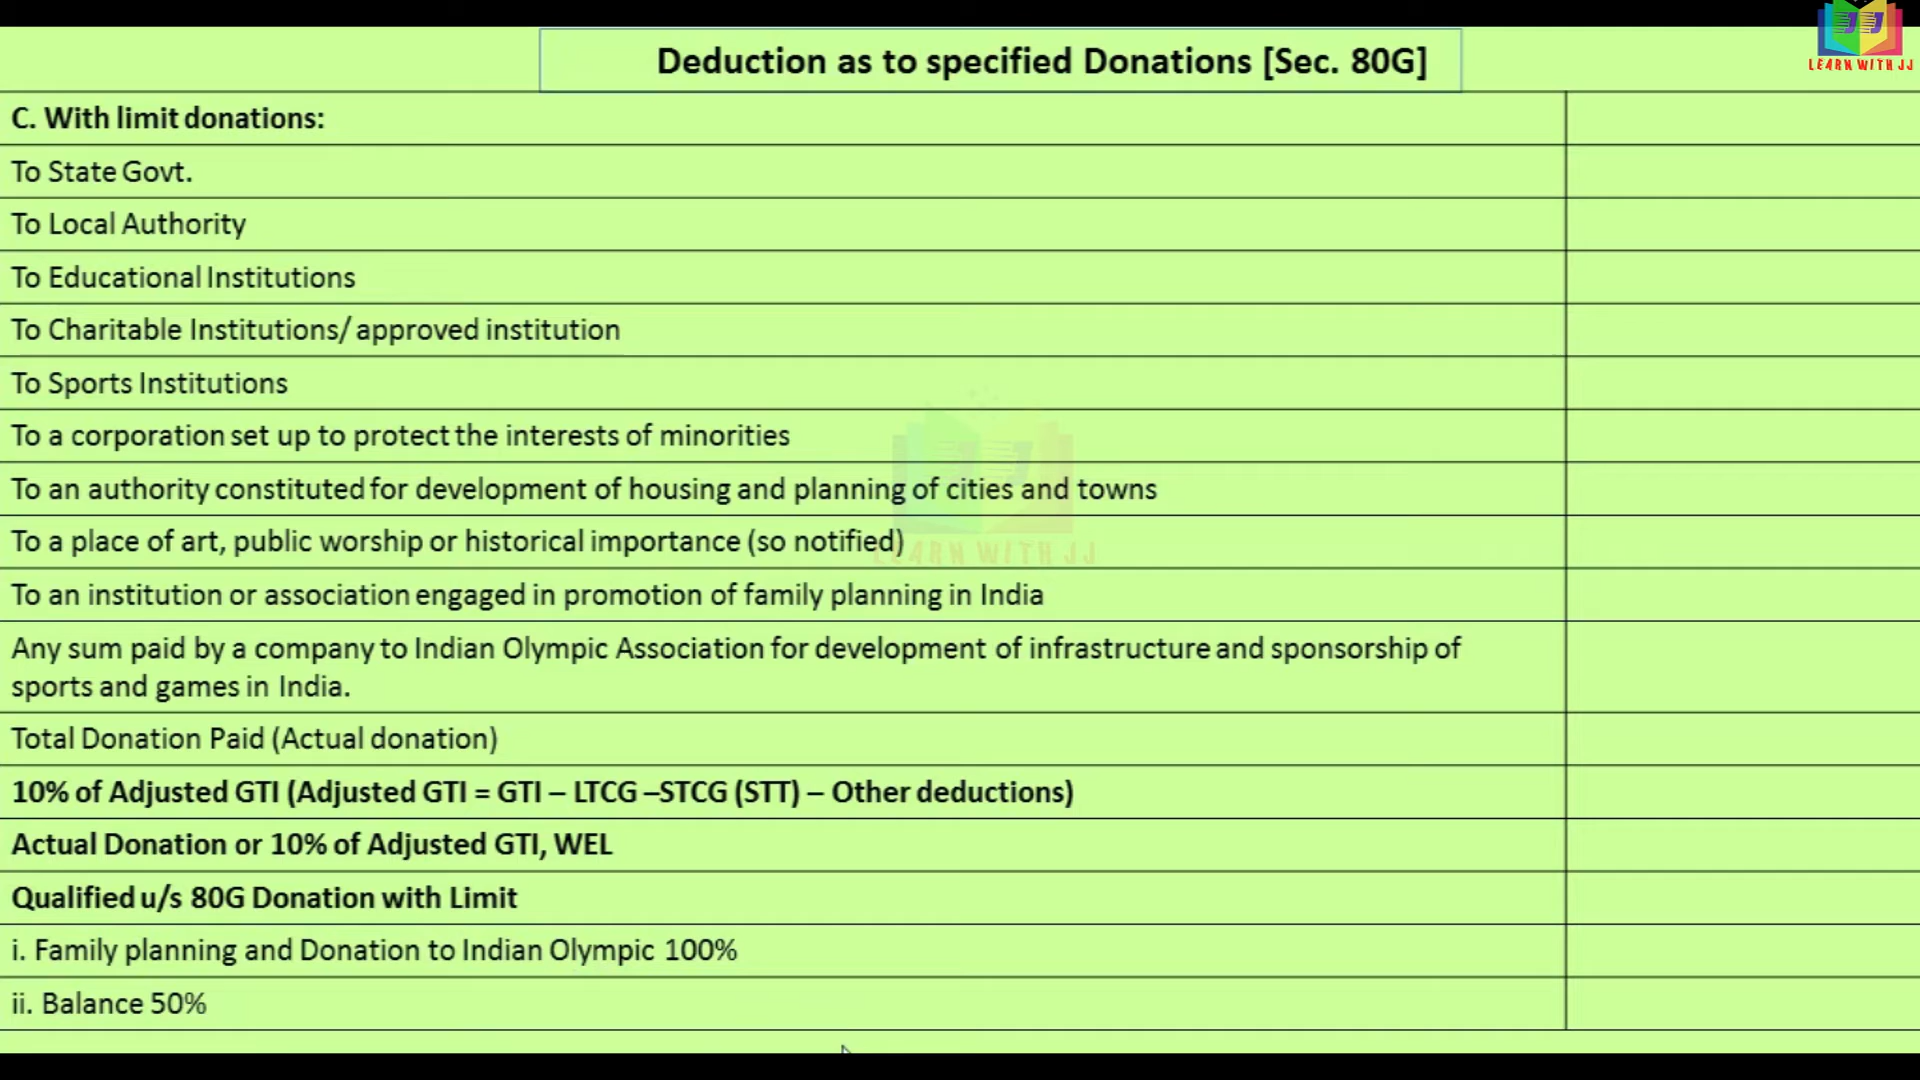 Deduction as to specified Donations [Sec. 80G]
LEARN WITH JJ
C. With limit donations:
To State Govt.
To Local Authority
To Educational Institutions
To Charitable Institutions/ approved institution
To Sports Institutions
To a corporation set up to protect the interests of minorities
To an authority constituted for development of housing and planning of cities and towns
To a place of art, public worship or historical importance (so notified)
LEARN WITH JJ
To an institution or association engaged in promotion of family planning in India
Any sum paid by a company to Indian Olympic Association for development of infrastructure and sponsorship of
sports and games in India.
Total Donation Paid (Actual donation)
10% of Adjusted GTI (Adjusted GTI = GTI – LTCG –STCG (STT) – Other deductions)
Actual Donation or 10% of Adjusted GTI, WEL
Qualified u/s 80G Donation with Limit
i. Family planning and Donation to Indian Olympic 100%
ii. Balance 50%